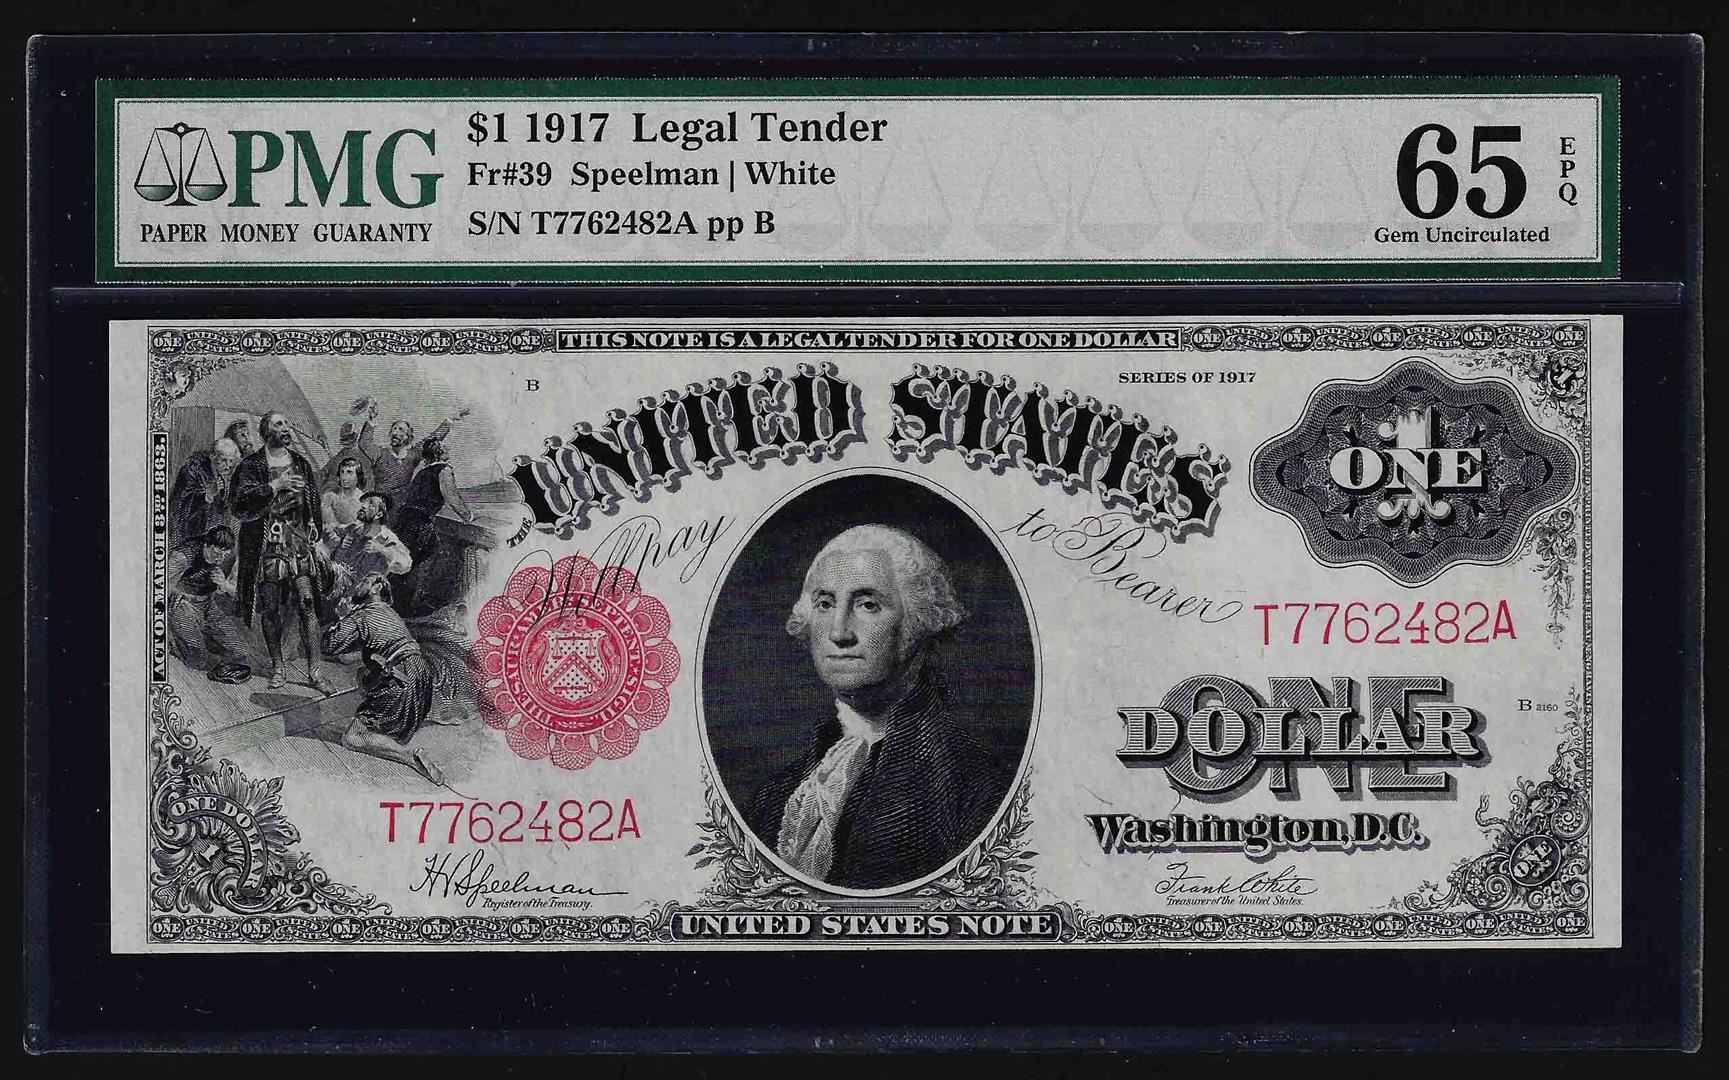 PMG
PAPER MONEY GUARANTY
$1 1917 Legal Tender
Fr#39 Speelman | White
S/N T7762482A pp B
65 EPQ
Gem Uncirculated
THIS NOTE IS A LEGAL TENDER FOR ONE DOLLAR
B
SERIES OF 1917
THE UNITED STATES
ACT OF MARCH 3RD 1863.
Will pay to Bearer
1
ONE
T7762482A
ONE
DOLLAR
B 2160
Washington, D.C.
T7762482A
ONE DOLLAR
ONE
H V Speelman
Register of the Treasury.
Frank White
Treasurer of the United States.
UNITED STATES NOTE